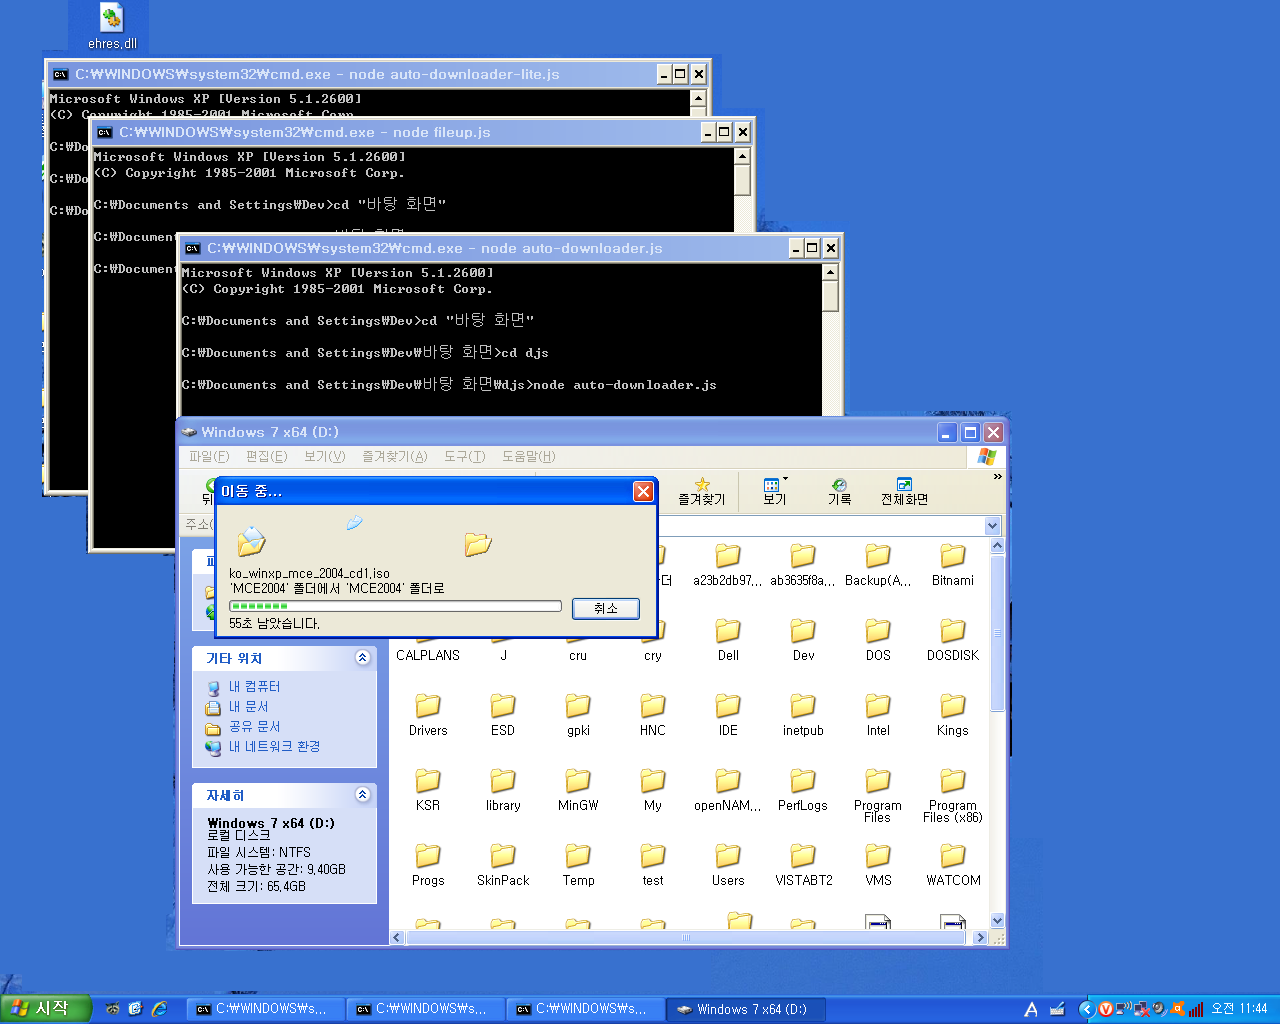 ehres.dll
C:₩WINDOWS₩system32₩cmd.exe - node auto-downloader-lite.js
Microsoft Windows XP [Version 5.1.2600]
(C) Copyright 1985-2001 Microsoft Corp.
C:₩Do
C:₩Do
C:₩Do
C:₩WINDOWS₩system32₩cmd.exe - node fileup.js
Microsoft Windows XP [Version 5.1.2600]
(C) Copyright 1985-2001 Microsoft Corp.
C:₩Documents and Settings₩Dev>cd "바탕 화면"
C:₩Document
C:₩Document
C:₩WINDOWS₩system32₩cmd.exe - node auto-downloader.js
Microsoft Windows XP [Version 5.1.2600]
(C) Copyright 1985-2001 Microsoft Corp.
C:₩Documents and Settings₩Dev>cd "바탕 화면"
C:₩Documents and Settings₩Dev₩바탕 화면>cd djs
C:₩Documents and Settings₩Dev₩바탕 화면₩djs>node auto-downloader.js
Windows 7 x64 (D:)
파일(F) 편집(E) 보기(V) 즐겨찾기(A) 도구(T) 도움말(H)
뒤 즐겨찾기 보기 기록 전체화면 »
주소(
이동 중...
ko_winxp_mce_2004_cd1.iso
'MCE2004' 폴더에서 'MCE2004' 폴더로
취소
55초 남았습니다.
기타 위치
내 컴퓨터
내 문서
공유 문서
내 네트워크 환경
자세히
Windows 7 x64 (D:)
로컬 디스크
파일 시스템: NTFS
사용 가능한 공간: 9.40GB
전체 크기: 65.4GB
더 a23b2db97... ab3635f8a... Backup(A... Bitnami
CALPLANS J cru cry Dell Dev DOS DOSDISK
Drivers ESD gpki HNC IDE inetpub Intel Kings
KSR library MinGW My openNAM... PerfLogs Program Files Program Files (x86)
Progs SkinPack Temp test Users VISTABT2 VMS WATCOM
시작 C:₩WINDOWS₩s... C:₩WINDOWS₩s... C:₩WINDOWS₩s... Windows 7 x64 (D:) A 오전 11:44